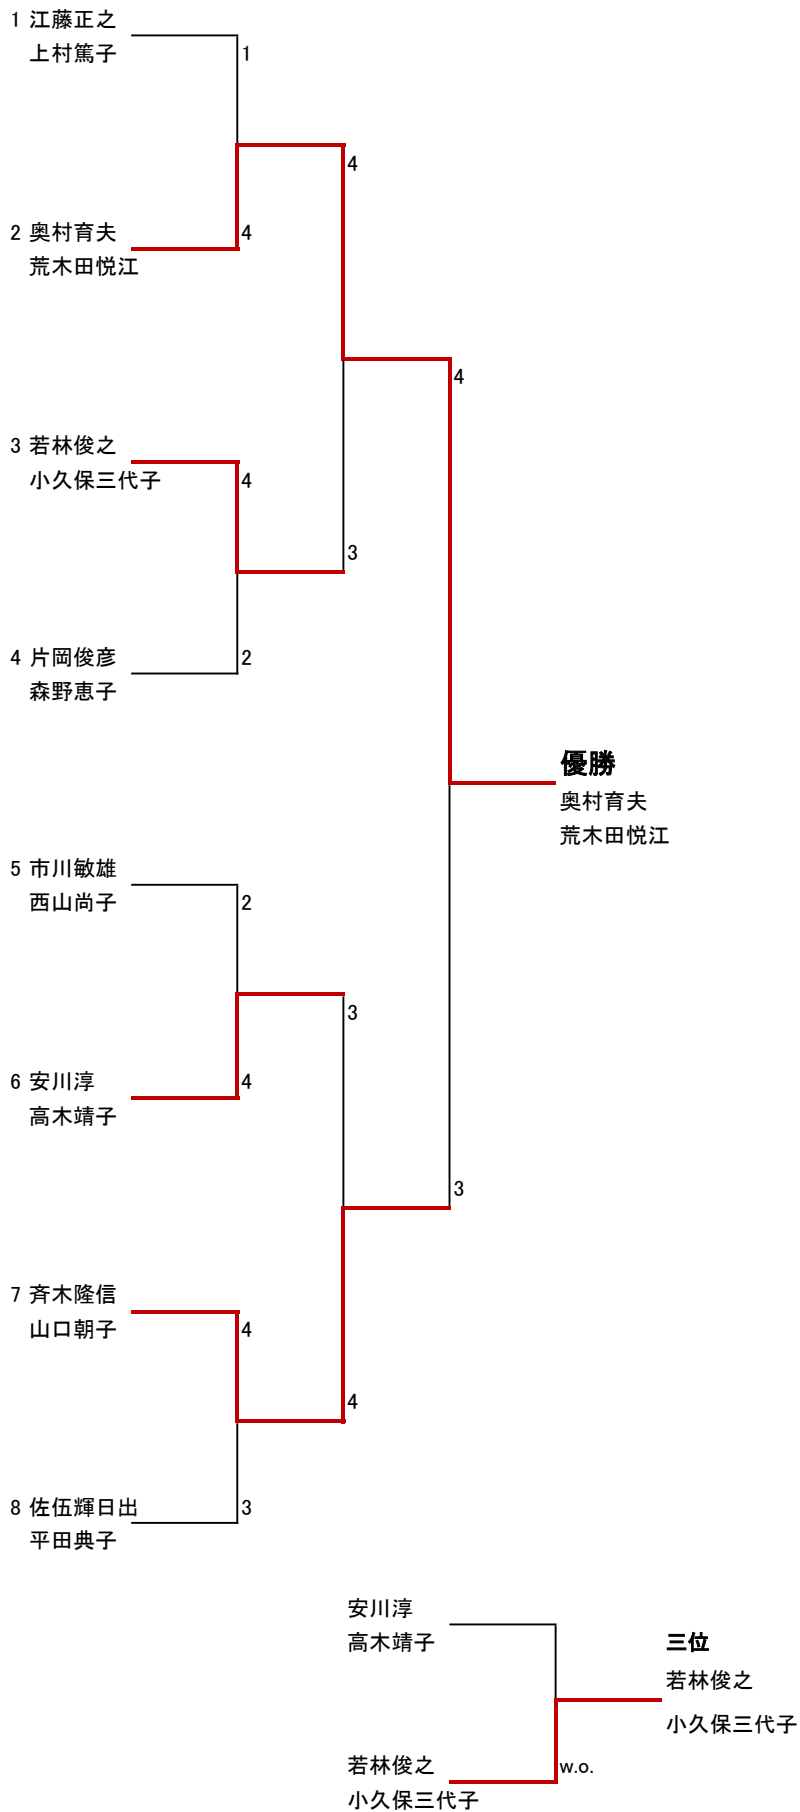 1 江藤正之
上村篤子
1
4
2 奥村育夫
4
荒木田悦江
4
3 若林俊之
小久保三代子
4
3
4 片岡俊彦
2
森野恵子
優勝
奥村育夫
荒木田悦江
5 市川敏雄
西山尚子
2
3
6 安川淳
4
高木靖子
3
7 斉木隆信
山口朝子
4
4
8 佐伍輝日出
3
平田典子
安川淳
高木靖子
三位
若林俊之
小久保三代子
若林俊之
w.o.
小久保三代子